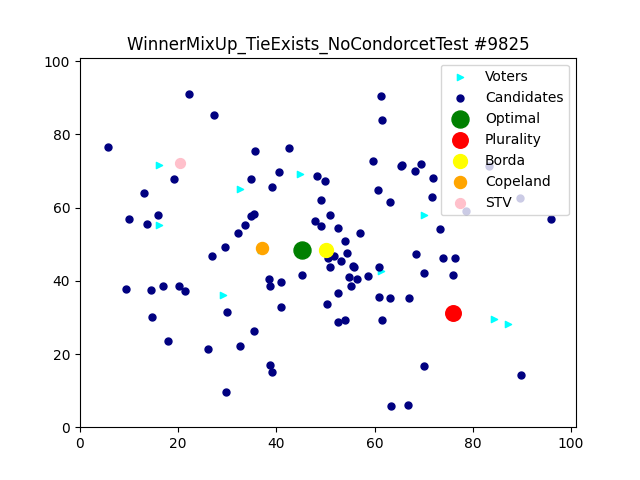 WinnerMixUp_TieExists_NoCondorcetTest #9825
100
80
60
40
20
0
0
20
40
60
80
100
Voters
Candidates
Optimal
Plurality
Borda
Copeland
STV